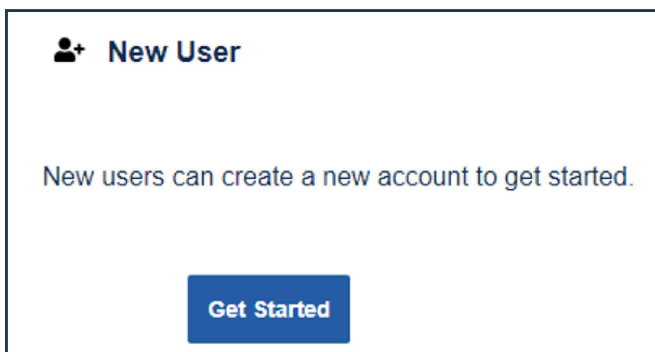 New User
New users can create a new account to get started.
Get Started